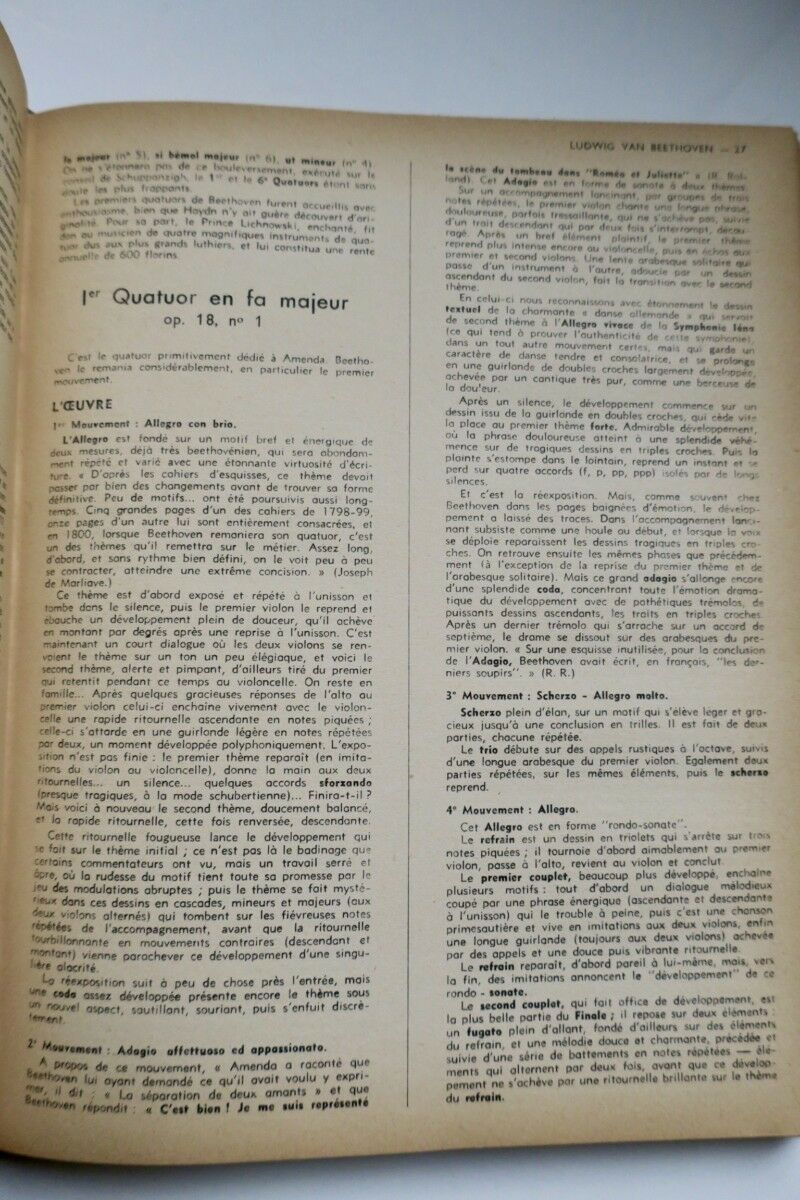 LUDWIG VAN BEETHOVEN — 27
la majeur (n° 5), si bémol majeur (n° 6), ut mineur (n° 4).
On ne s'étonnera pas de ce bouleversement, exécuté sur le
conseil de Schuppanzigh, le 1er et le 6e Quatuors étant sans
doute les plus frappants.
Les premiers quatuors de Beethoven furent accueillis avec
enthousiasme, bien que Haydn n'y ait guère découvert d'ori-
ginalité. Pour sa part, le Prince Lichnowski, enchanté, fit
don au musicien de quatre magnifiques instruments de qua-
tuor dus aux plus grands luthiers, et lui constitua une rente
annuelle de 600 florins.
1er Quatuor en fa majeur
op. 18, n° 1
C'est le quatuor primitivement dédié à Amenda. Beetho-
ven le remania considérablement, en particulier le premier
mouvement.
L'ŒUVRE
1er Mouvement : Allegro con brio.
L'Allegro est fondé sur un motif bref et énergique de
deux mesures, déjà très beethovénien, qui sera abondam-
ment répété et varié avec une étonnante virtuosité d'écri-
ture. « D'après les cahiers d'esquisses, ce thème devait
passer par bien des changements avant de trouver sa forme
définitive. Peu de motifs... ont été poursuivis aussi long-
temps. Cinq grandes pages d'un des cahiers de 1798-99,
onze pages d'un autre lui sont entièrement consacrées, et
en 1800, lorsque Beethoven remaniera son quatuor, c'est
un des thèmes qu'il remettra sur le métier. Assez long,
d'abord, et sans rythme bien défini, on le voit peu à peu
se contracter, atteindre une extrême concision. » (Joseph
de Marliave.)
Ce thème est d'abord exposé et répété à l'unisson et
tombe dans le silence, puis le premier violon le reprend et
ébauche un développement plein de douceur, qu'il achève
en montant par degrés après une reprise à l'unisson. C'est
maintenant un court dialogue où les deux violons se ren-
voient le thème sur un ton un peu élégiaque, et voici le
second thème, alerte et pimpant, d'ailleurs tiré du premier
qui retentit pendant ce temps au violoncelle. On reste en
famille... Après quelques gracieuses réponses de l'alto au
premier violon celui-ci enchaîne vivement avec le violon-
celle une rapide ritournelle ascendante en notes piquées ;
celle-ci s'attarde en une guirlande légère en notes répétées
par deux, un moment développée polyphoniquement. L'expo-
sition n'est pas finie : le premier thème reparaît (en imita-
tions du violon au violoncelle), donne la main aux deux
ritournelles... un silence... quelques accords sforzando
(presque tragiques, à la mode schubertienne)... Finira-t-il ?
Mais voici à nouveau le second thème, doucement balancé,
et la rapide ritournelle, cette fois renversée, descendante.
Cette ritournelle fougueuse lance le développement qui
se fait sur le thème initial ; ce n'est pas là le badinage que
certains commentateurs ont vu, mais un travail serré et
âpre, où la rudesse du motif tient toute sa promesse par le
jeu des modulations abruptes ; puis le thème se fait mysté-
rieux dans ces dessins en cascades, mineurs et majeurs (aux
deux violons alternés) qui tombent sur les fiévreuses notes
répétées de l'accompagnement, avant que la ritournelle
tourbillonnante en mouvements contraires (descendant et
montant) vienne parachever ce développement d'une singu-
lière alacrité.
La réexposition suit à peu de chose près l'entrée, mais
une coda assez développée présente encore le thème sous
un nouvel aspect, sautillant, souriant, puis s'enfuit discrè-
tement.
2e Mouvement : Adagio affettuoso ed appassionato.
A propos de ce mouvement, « Amenda a raconté que
Beethoven lui ayant demandé ce qu'il avait voulu y expri-
mer, il dit : « La séparation de deux amants » et que
Beethoven répondit : « C'est bien ! Je me suis représenté
la scène du tombeau dans "Roméo et Juliette" » (R. Rol-
land). Cet Adagio est en forme de sonate à deux thèmes.
Sur un accompagnement lancinant, par groupes de trois
notes répétées, le premier violon chante une longue phrase,
douloureuse, parfois tressaillante, qui ne s'achève pas, suivie
d'un trait descendant qui par deux fois s'interrompt, décou-
ragé. Après un bref élément plaintif, le premier thème
reprend plus intense encore au violoncelle, puis en échos aux
premier et second violons. Une lente arabesque solitaire qui
passe d'un instrument à l'autre, adoucie par un dessin
ascendant du second violon, fait la transition avec le second
thème.
En celui-ci nous reconnaissons avec étonnement le dessin
textuel de la charmante « danse allemande » qui servait
de second thème à l'Allegro vivace de la Symphonie Iéna
(ce qui tend à prouver l'authenticité de cette symphonie),
dans un tout autre mouvement certes, mais qui garde un
caractère de danse tendre et consolatrice, et se prolonge
en une guirlande de doubles croches largement développée,
achevée par un cantique très pur, comme une berceuse de
la douleur.
Après un silence, le développement commence sur un
dessin issu de la guirlande en doubles croches, qui cède vite
la place au premier thème forte. Admirable développement,
où la phrase douloureuse atteint à une splendide véhé-
mence sur de tragiques dessins en triples croches. Puis la
plainte s'estompe dans le lointain, reprend un instant et se
perd sur quatre accords (f, p, pp, ppp) isolés par de longs
silences.
Et c'est la réexposition. Mais, comme souvent chez
Beethoven dans les pages baignées d'émotion, le dévelop-
pement a laissé des traces. Dans l'accompagnement lanci-
nant subsiste comme une houle du début, et lorsque la voix
se déploie reparaissent les dessins tragiques en triples cro-
ches. On retrouve ensuite les mêmes phases que précédem-
ment (à l'exception de la reprise du premier thème et de
l'arabesque solitaire). Mais ce grand adagio s'allonge encore
d'une splendide coda, concentrant toute l'émotion drama-
tique du développement avec de pathétiques trémolos, de
puissants dessins ascendants, les traits en triples croches.
Après un dernier trémolo qui s'arrache sur un accord de
septième, le drame se dissout sur des arabesques du pre-
mier violon. « Sur une esquisse inutilisée, pour la conclusion
de l'Adagio, Beethoven avait écrit, en français, "les der-
niers soupirs". » (R. R.)
3e Mouvement : Scherzo - Allegro molto.
Scherzo plein d'élan, sur un motif qui s'élève léger et gra-
cieux jusqu'à une conclusion en trilles. Il est fait de deux
parties, chacune répétée.
Le trio débute sur des appels rustiques à l'octave, suivis
d'une longue arabesque du premier violon. Egalement deux
parties répétées, sur les mêmes éléments, puis le scherzo
reprend.
4e Mouvement : Allegro.
Cet Allegro est en forme "rondo-sonate".
Le refrain est un dessin en triolets qui s'arrête sur trois
notes piquées ; il tournoie d'abord aimablement au premier
violon, passe à l'alto, revient au violon et conclut.
Le premier couplet, beaucoup plus développé, enchaîne
plusieurs motifs : tout d'abord un dialogue mélodieux
coupé par une phrase énergique (ascendante et descendante
à l'unisson) qui le trouble à peine, puis c'est une chanson
primesautière et vive en imitations aux deux violons, enfin
une longue guirlande (toujours aux deux violons) achevée
par des appels et une douce puis vibrante ritournelle.
Le refrain reparaît, d'abord pareil à lui-même, mais, vers
la fin, des imitations annoncent le "développement" de ce
rondo - sonate.
Le second couplet, qui fait office de développement, est
la plus belle partie du Finale ; il repose sur deux éléments :
un fugato plein d'allant, fondé d'ailleurs sur des éléments
du refrain, et une mélodie douce et charmante, précédée et
suivie d'une série de battements en notes répétées — élé-
ments qui alternent par deux fois, avant que ce dévelop-
pement ne s'achève par une ritournelle brillante sur le thème
du refrain.